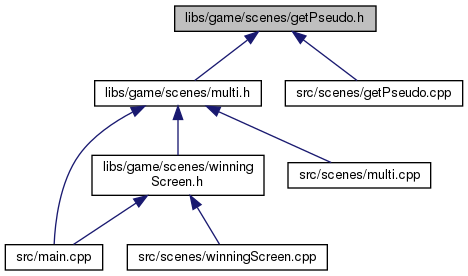 libs/game/scenes/getPseudo.h
libs/game/scenes/multi.h
src/scenes/getPseudo.cpp
libs/game/scenes/winning
Screen.h
src/scenes/multi.cpp
src/main.cpp
src/scenes/winningScreen.cpp